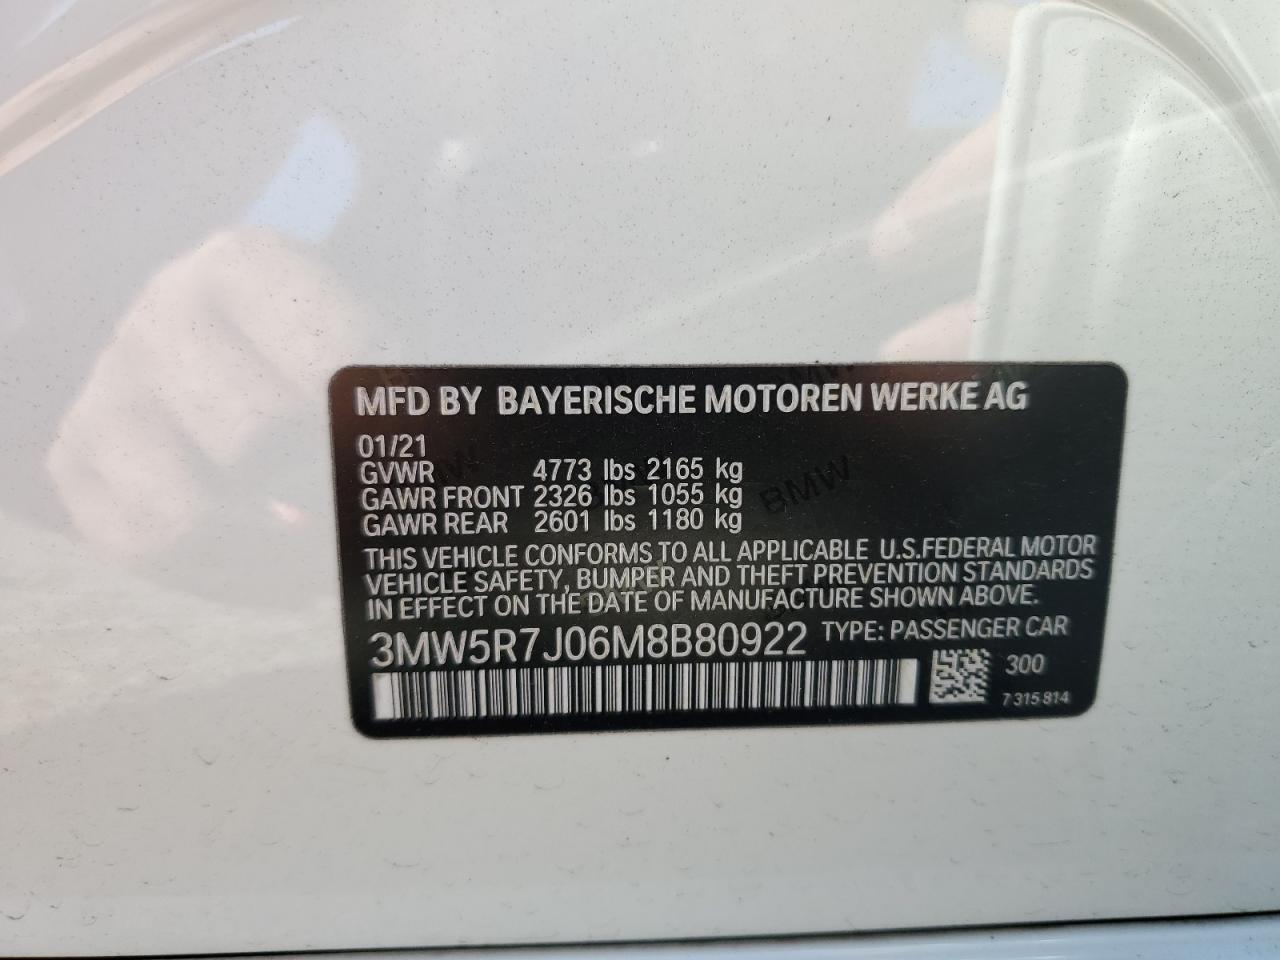 MFD BY BAYERISCHE MOTOREN WERKE AG
01/21
GVWR 4773 lbs 2165 kg
GAWR FRONT 2326 lbs 1055 kg
GAWR REAR 2601 lbs 1180 kg
THIS VEHICLE CONFORMS TO ALL APPLICABLE U.S.FEDERAL MOTOR
VEHICLE SAFETY, BUMPER AND THEFT PREVENTION STANDARDS
IN EFFECT ON THE DATE OF MANUFACTURE SHOWN ABOVE.
3MW5R7J06M8B80922 TYPE: PASSENGER CAR
300
7 315 814
BMW